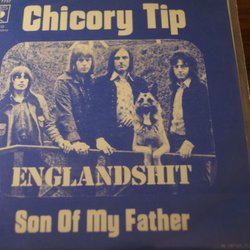 Chicory Tip
ENGLANDSHIT
Son Of My Father